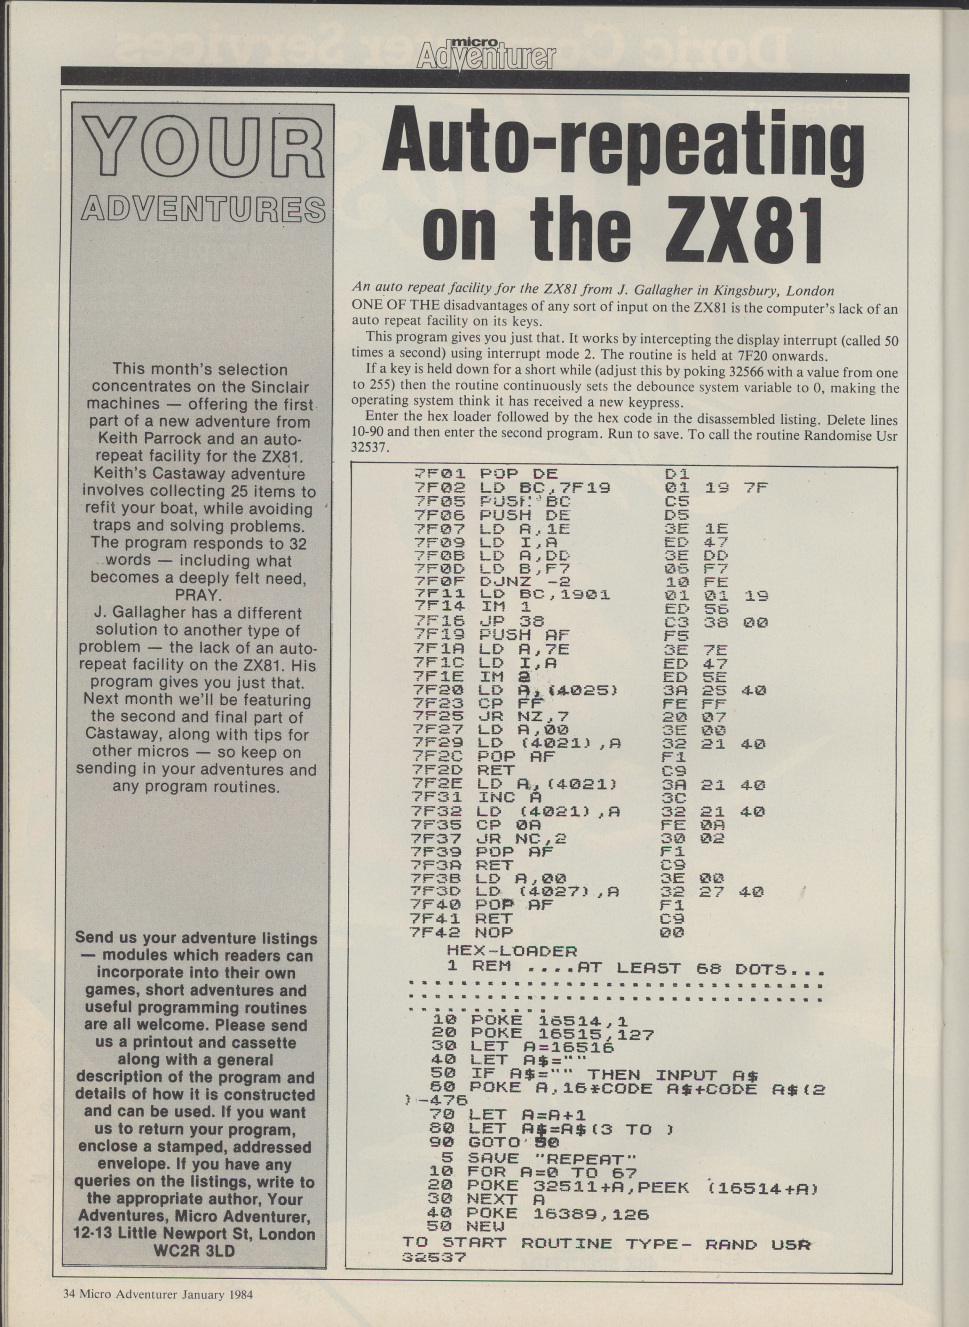 micro
Adventurer
YOUR
ADVENTURES
This month's selection
concentrates on the Sinclair
machines — offering the first
part of a new adventure from
Keith Parrock and an auto-
repeat facility for the ZX81.
Keith's Castaway adventure
involves collecting 25 items to
refit your boat, while avoiding
traps and solving problems.
The program responds to 32
words — including what
becomes a deeply felt need,
PRAY.
J. Gallagher has a different
solution to another type of
problem — the lack of an auto-
repeat facility on the ZX81. His
program gives you just that.
Next month we'll be featuring
the second and final part of
Castaway, along with tips for
other micros — so keep on
sending in your adventures and
any program routines.
Send us your adventure listings
— modules which readers can
incorporate into their own
games, short adventures and
useful programming routines
are all welcome. Please send
us a printout and cassette
along with a general
description of the program and
details of how it is constructed
and can be used. If you want
us to return your program,
enclose a stamped, addressed
envelope. If you have any
queries on the listings, write to
the appropriate author, Your
Adventures, Micro Adventurer,
12-13 Little Newport St, London
WC2R 3LD
Auto-repeating
on the ZX81
An auto repeat facility for the ZX81 from J. Gallagher in Kingsbury, London
ONE OF THE disadvantages of any sort of input on the ZX81 is the computer's lack of an
auto repeat facility on its keys.
This program gives you just that. It works by intercepting the display interrupt (called 50
times a second) using interrupt mode 2. The routine is held at 7F20 onwards.
If a key is held down for a short while (adjust this by poking 32566 with a value from one
to 255) then the routine continuously sets the debounce system variable to 0, making the
operating system think it has received a new keypress.
Enter the hex loader followed by the hex code in the disassembled listing. Delete lines
10-90 and then enter the second program. Run to save. To call the routine Randomise Usr
32537.
7F01 POP DE D1
7F02 LD BC,7F19 01 19 7F
7F05 PUSH BC C5
7F06 PUSH DE D5
7F07 LD A,1E 3E 1E
7F09 LD I,A ED 47
7F0B LD A,DD 3E DD
7F0D LD B,F7 06 F7
7F0F DJNZ -2 10 FE
7F11 LD BC,1901 01 01 19
7F14 IM 1 ED 56
7F16 JP 38 C3 38 00
7F19 PUSH AF F5
7F1A LD A,7E 3E 7E
7F1C LD I,A ED 47
7F1E IM 2 ED 5E
7F20 LD A,(4025) 3A 25 40
7F23 CP FF FE FF
7F25 JR NZ,7 20 07
7F27 LD A,00 3E 00
7F29 LD (4021),A 32 21 40
7F2C POP AF F1
7F2D RET C9
7F2E LD A,(4021) 3A 21 40
7F31 INC A 3C
7F32 LD (4021),A 32 21 40
7F35 CP 0A FE 0A
7F37 JR NC,2 30 02
7F39 POP AF F1
7F3A RET C9
7F3B LD A,00 3E 00
7F3D LD (4027),A 32 27 40
7F40 POP AF F1
7F41 RET C9
7F42 NOP 00
HEX-LOADER
1 REM ....AT LEAST 68 DOTS...
................................
................................
...........
10 POKE 16514,1
20 POKE 16515,127
30 LET A=16516
40 LET A$=""
50 IF A$="" THEN INPUT A$
60 POKE A,16*CODE A$+CODE A$(2
)-476
70 LET A=A+1
80 LET A$=A$(3 TO )
90 GOTO 50
5 SAVE "REPEAT"
10 FOR A=0 TO 67
20 POKE 32511+A,PEEK (16514+A)
30 NEXT A
40 POKE 16389,126
50 NEW
TO START ROUTINE TYPE- RAND USR
32537
34 Micro Adventurer January 1984